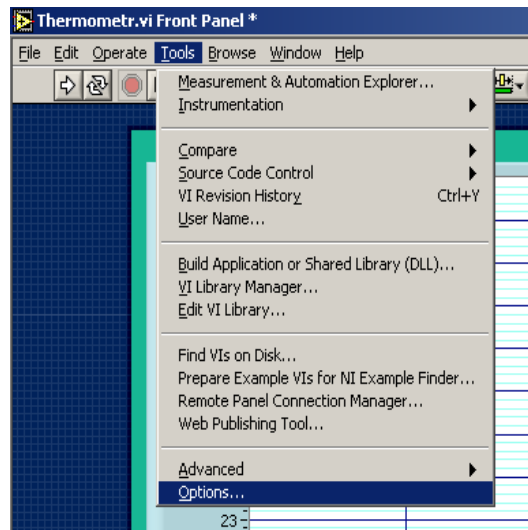 Thermometr.vi Front Panel *
File Edit Operate Tools Browse Window Help
Measurement & Automation Explorer...
Instrumentation
Compare
Source Code Control
VI Revision History Ctrl+Y
User Name...
Build Application or Shared Library (DLL)...
VI Library Manager...
Edit VI Library...
Find VIs on Disk...
Prepare Example VIs for NI Example Finder...
Remote Panel Connection Manager...
Web Publishing Tool...
Advanced
Options...
23